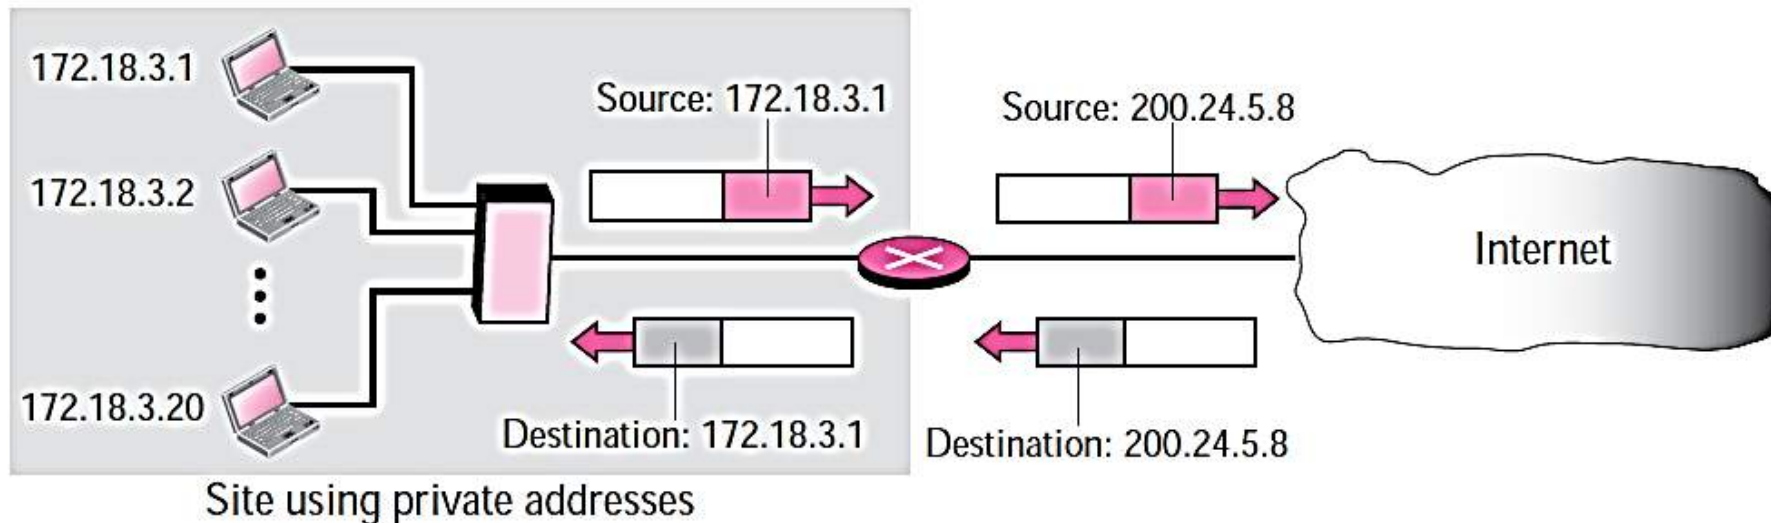 172.18.3.1
Source: 172.18.3.1
Source: 200.24.5.8
172.18.3.2
Internet
172.18.3.20
Destination: 172.18.3.1
Destination: 200.24.5.8
Site using private addresses